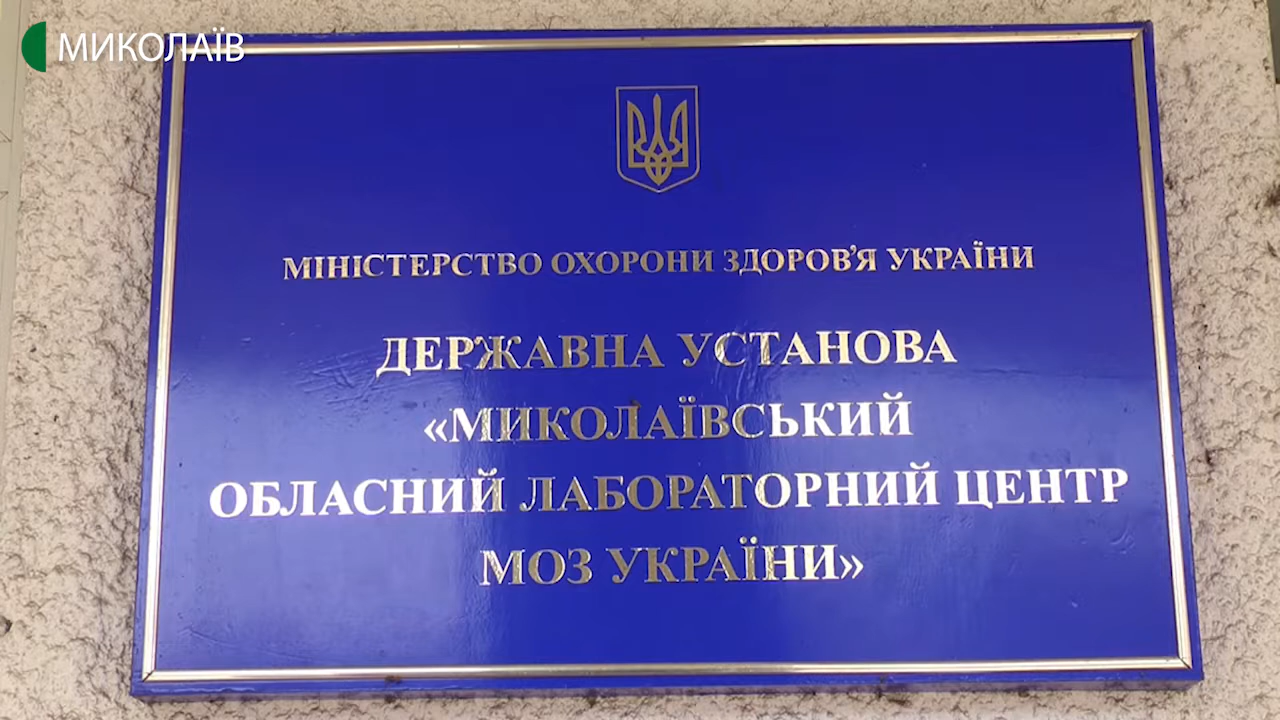 МИКОЛАЇВ
МІНІСТЕРСТВО ОХОРОНИ ЗДОРОВ'Я УКРАЇНИ
ДЕРЖАВНА УСТАНОВА
«МИКОЛАЇВСЬКИЙ
ОБЛАСНИЙ ЛАБОРАТОРНИЙ ЦЕНТР
МОЗ УКРАЇНИ»